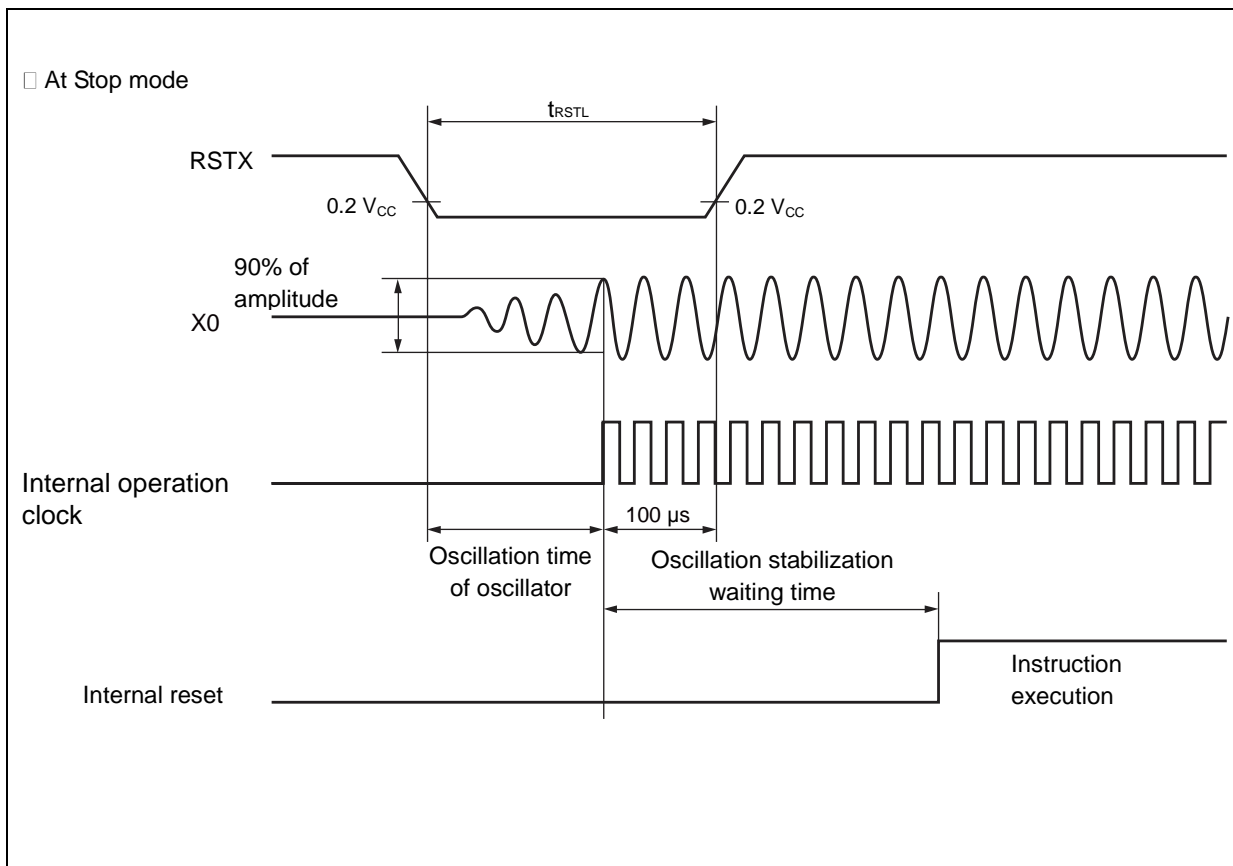 □ At Stop mode
tRSTL
RSTX
0.2 VCC
0.2 VCC
90% of
amplitude
X0
Internal operation
clock
100 µs
Oscillation time
of oscillator
Oscillation stabilization
waiting time
Internal reset
Instruction
execution